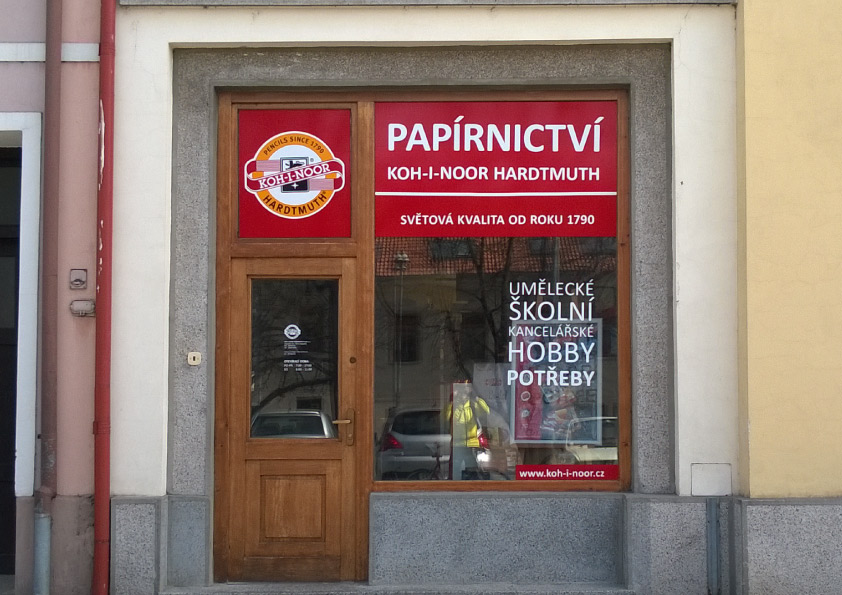 PENCILS SINCE 1790
KOH-I-NOOR
HARDTMUTH
PAPÍRNICTVÍ
KOH-I-NOOR HARDTMUTH
SVĚTOVÁ KVALITA OD ROKU 1790
UMĚLECKÉ
ŠKOLNÍ
KANCELÁŘSKÉ
HOBBY
POTŘEBY
www.koh-i-noor.cz